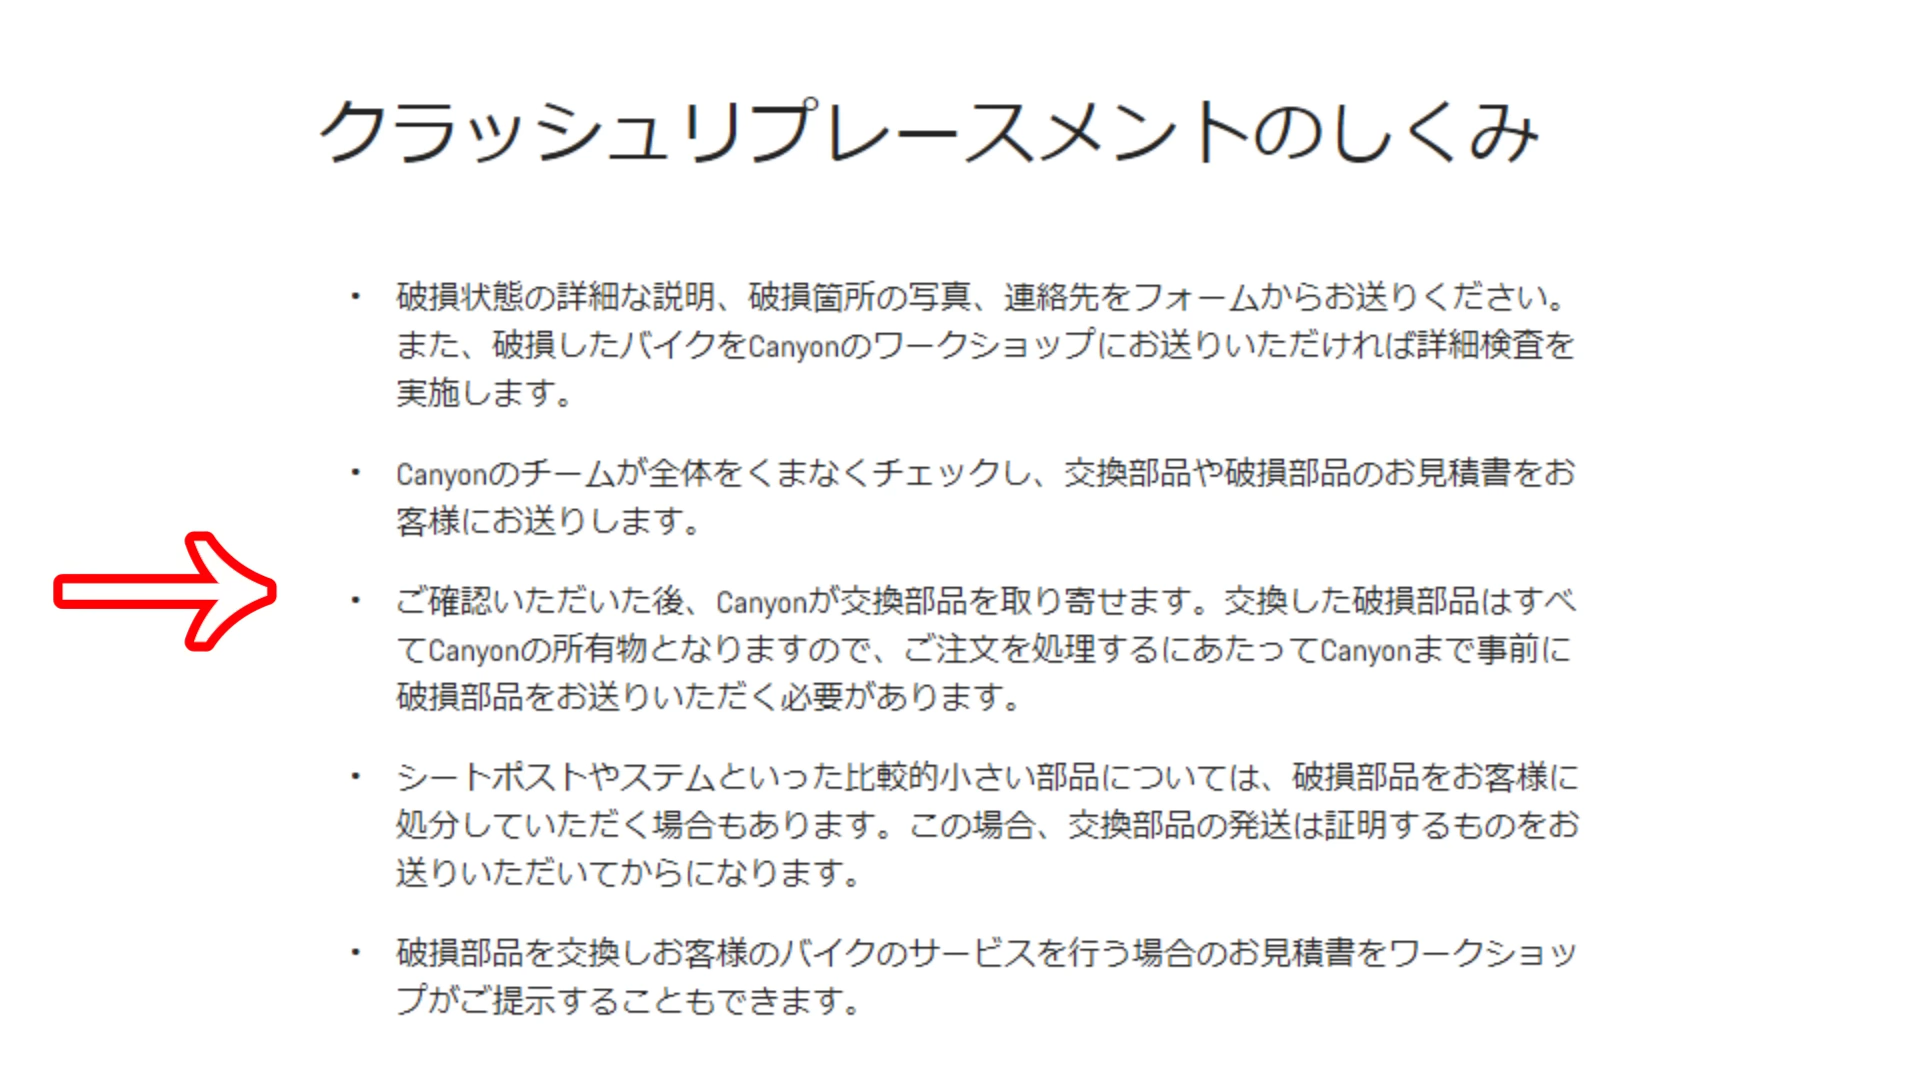 クラッシュリプレースメントのしくみ
・ 破損状態の詳細な説明、破損箇所の写真、連絡先をフォームからお送りください。
また、破損したバイクをCanyonのワークショップにお送りいただければ詳細検査を
実施します。
・ Canyonのチームが全体をくまなくチェックし、交換部品や破損部品のお見積書をお
客様にお送りします。
・ ご確認いただいた後、Canyonが交換部品を取り寄せます。交換した破損部品はすべ
てCanyonの所有物となりますので、ご注文を処理するにあたってCanyonまで事前に
破損部品をお送りいただく必要があります。
・ シートポストやステムといった比較的小さい部品については、破損部品をお客様に
処分していただく場合もあります。この場合、交換部品の発送は証明するものをお
送りいただいてからになります。
・ 破損部品を交換しお客様のバイクのサービスを行う場合のお見積書をワークショッ
プがご提示することもできます。